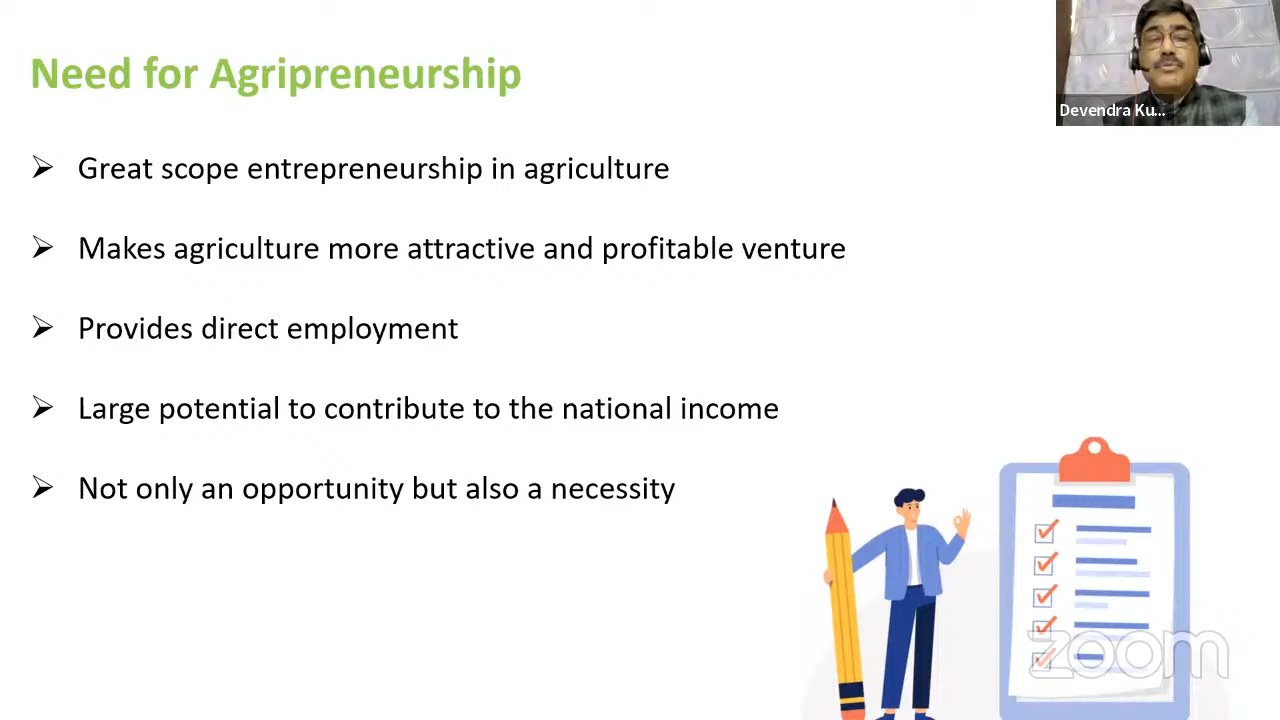 Need for Agripreneurship
Devendra Ku...
Great scope entrepreneurship in agriculture
Makes agriculture more attractive and profitable venture
Provides direct employment
Large potential to contribute to the national income
Not only an opportunity but also a necessity
zoom